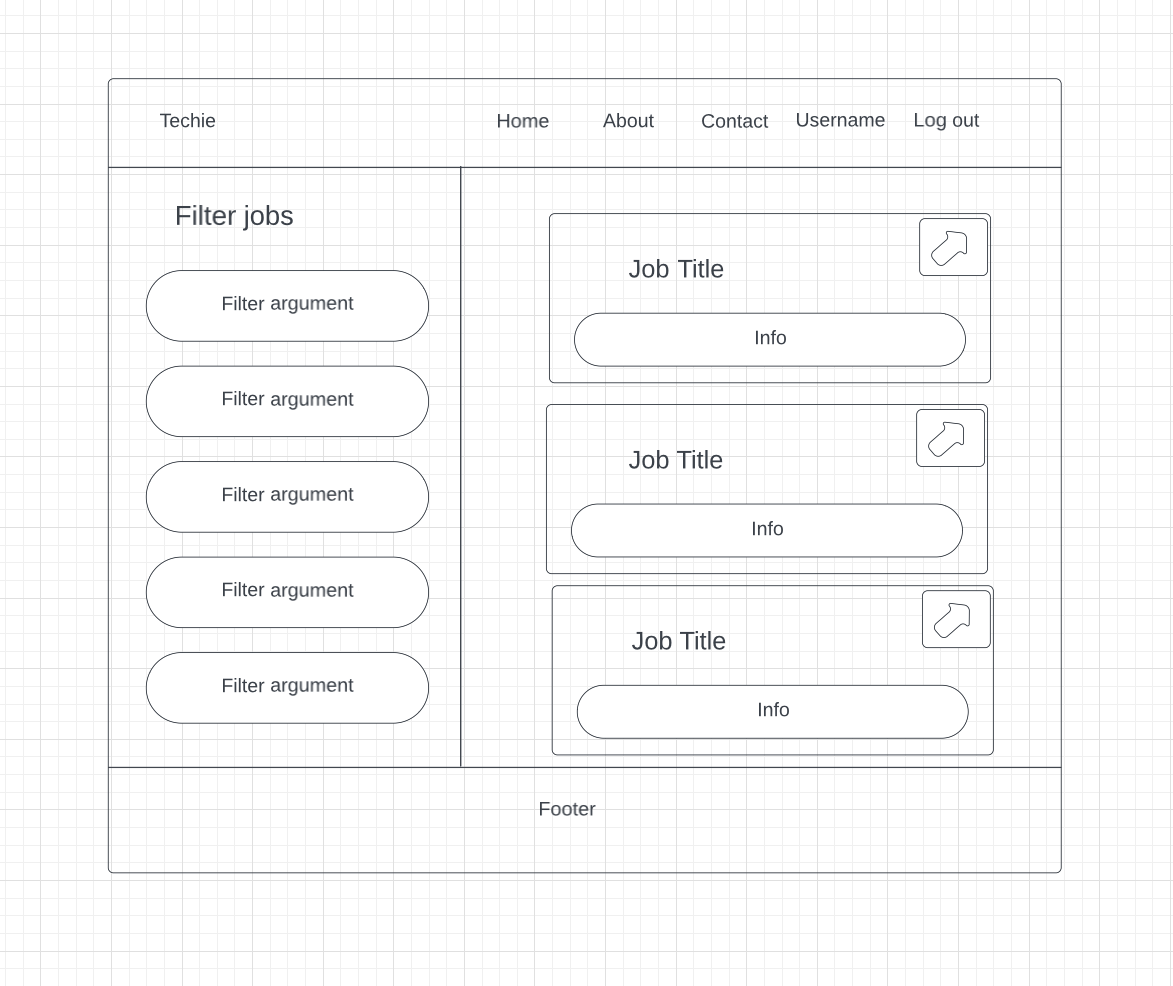 Techie
Home About Contact Username Log out
Filter jobs
Filter argument
Filter argument
Filter argument
Filter argument
Filter argument
Job Title
Info
Job Title
Info
Job Title
Info
Footer